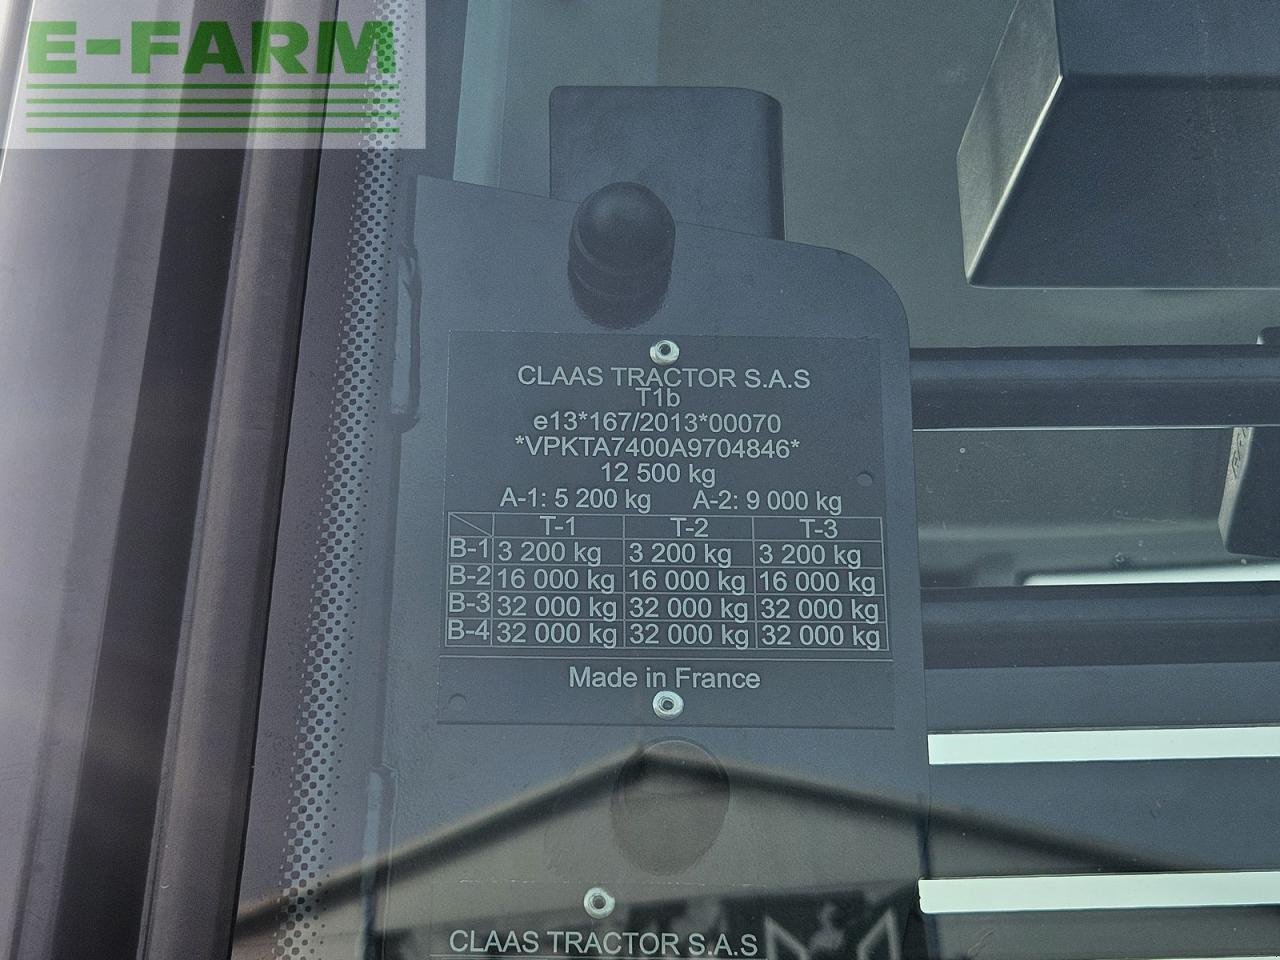 E-FARM
CLAAS TRACTOR S.A.S
T1b
e13*167/2013*00070
*VPKTA7400A9704846*
12 500 kg
A-1: 5 200 kg A-2: 9 000 kg
T-1 T-2 T-3
B-1 3 200 kg 3 200 kg 3 200 kg
B-2 16 000 kg 16 000 kg 16 000 kg
B-3 32 000 kg 32 000 kg 32 000 kg
B-4 32 000 kg 32 000 kg 32 000 kg
Made in France
CLAAS TRACTOR S.A.S